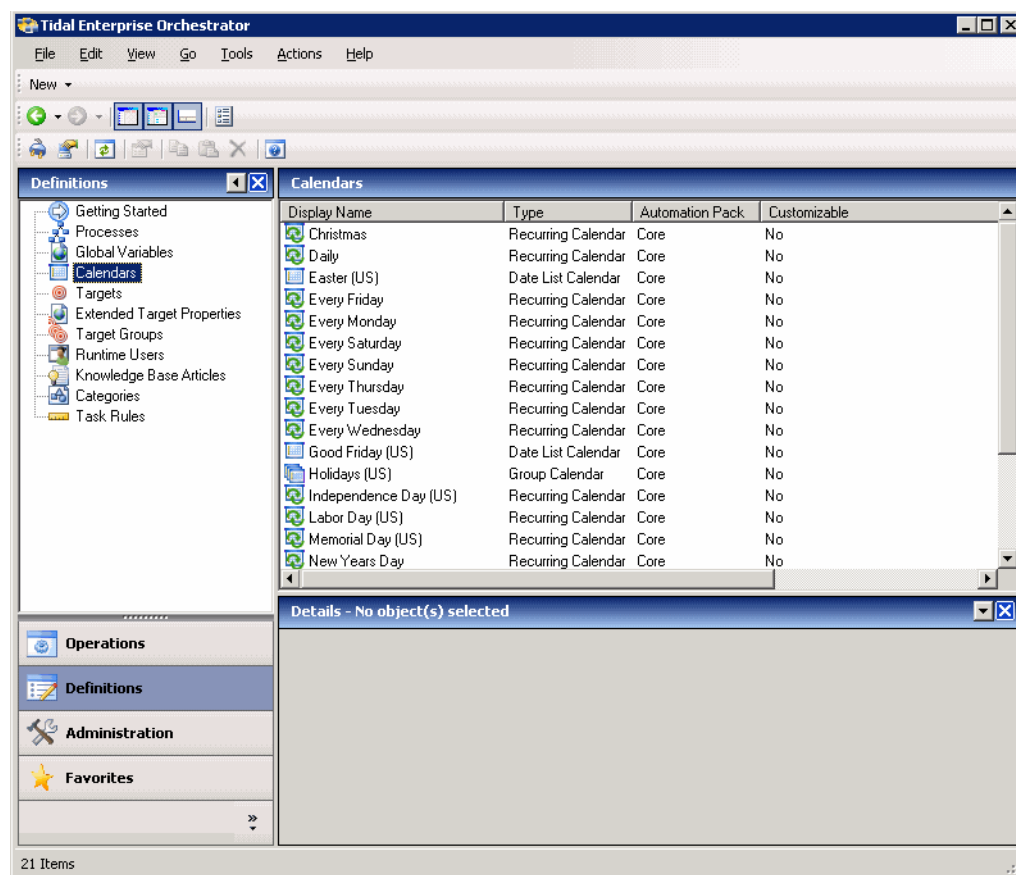 Tidal Enterprise Orchestrator
File Edit View Go Tools Actions Help
New
Definitions
Getting Started
Processes
Global Variables
Calendars
Targets
Extended Target Properties
Target Groups
Runtime Users
Knowledge Base Articles
Categories
Task Rules
Operations
Definitions
Administration
Favorites
»
Calendars
Display Name Type Automation Pack Customizable
Christmas Recurring Calendar Core No
Daily Recurring Calendar Core No
Easter (US) Date List Calendar Core No
Every Friday Recurring Calendar Core No
Every Monday Recurring Calendar Core No
Every Saturday Recurring Calendar Core No
Every Sunday Recurring Calendar Core No
Every Thursday Recurring Calendar Core No
Every Tuesday Recurring Calendar Core No
Every Wednesday Recurring Calendar Core No
Good Friday (US) Date List Calendar Core No
Holidays (US) Group Calendar Core No
Independence Day (US) Recurring Calendar Core No
Labor Day (US) Recurring Calendar Core No
Memorial Day (US) Recurring Calendar Core No
New Years Day Recurring Calendar Core No
Details - No object(s) selected
21 Items